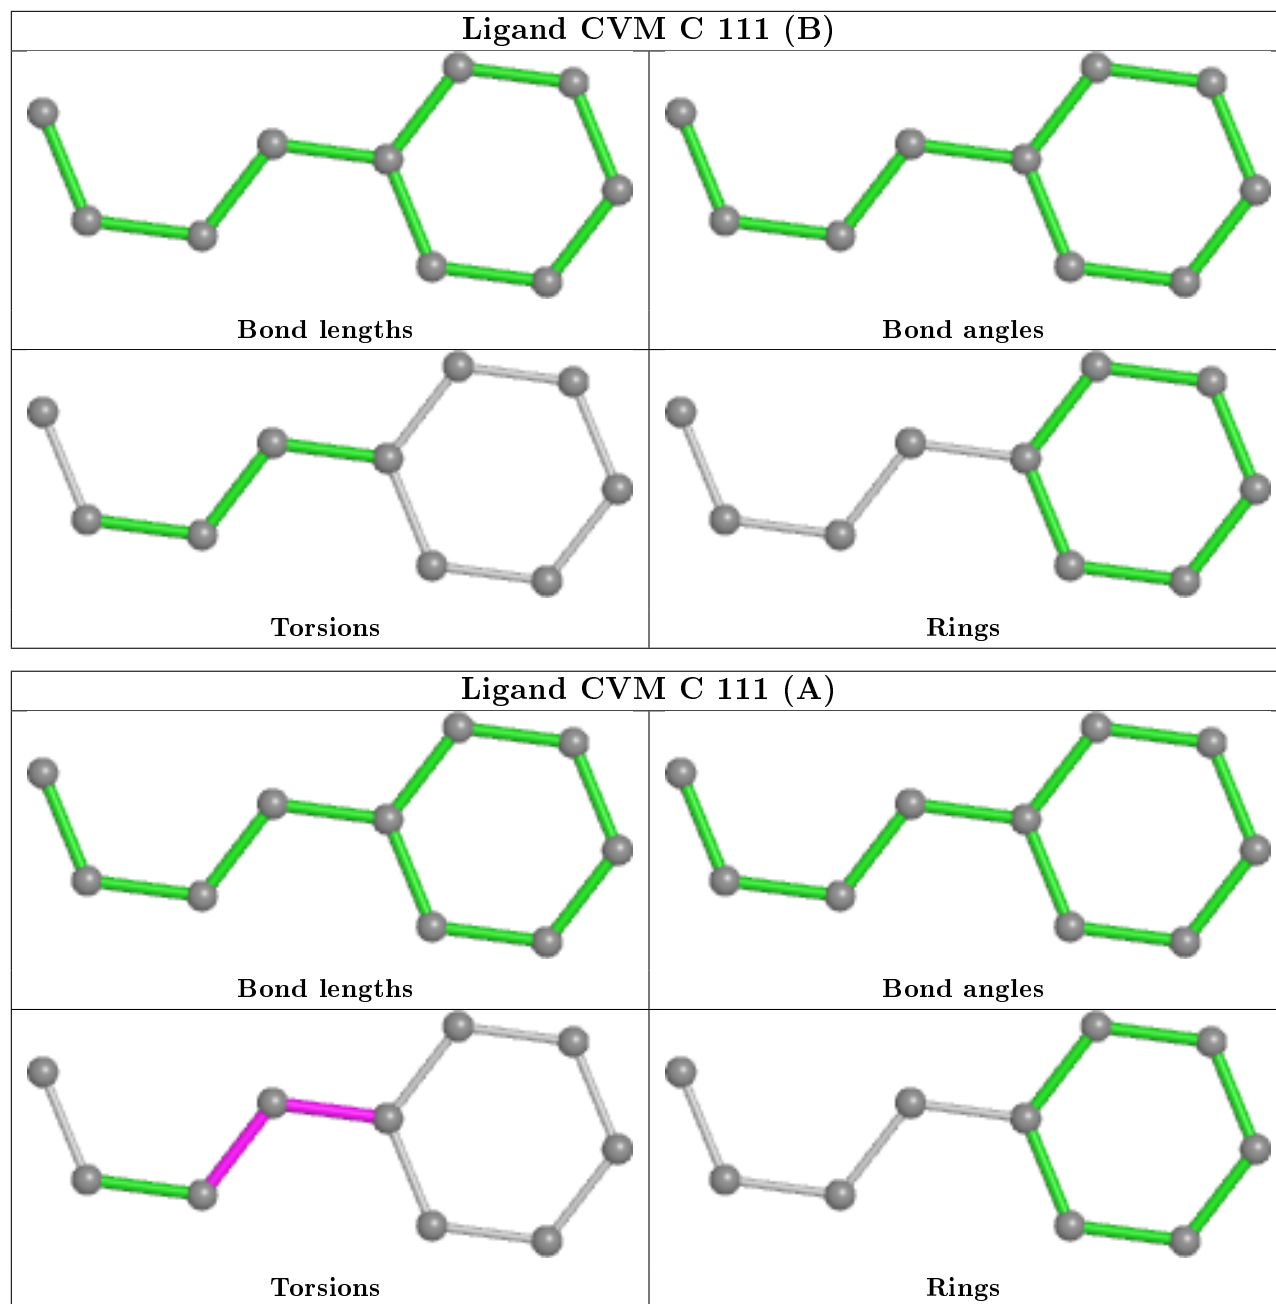 Ligand CVM C 111 (B)
Bond lengths
Bond angles
Torsions
Rings
Ligand CVM C 111 (A)
Bond lengths
Bond angles
Torsions
Rings